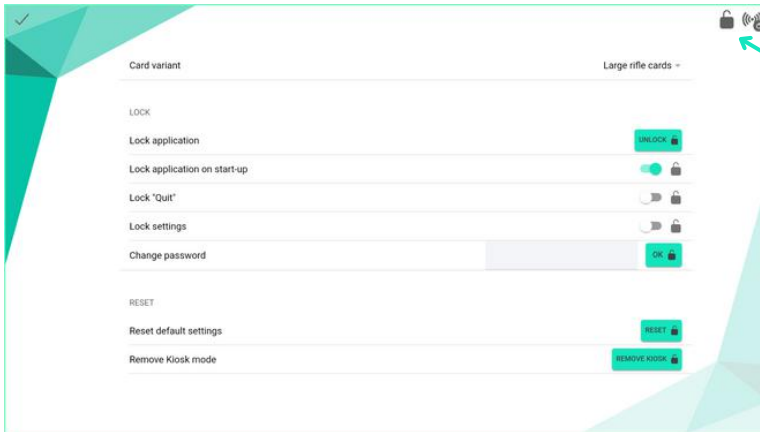 Card variant Large rifle cards
LOCK
Lock application UNLOCK
Lock application on start-up
Lock "Quit"
Lock settings
Change password OK
RESET
Reset default settings RESET
Remove Kiosk mode REMOVE KIOSK